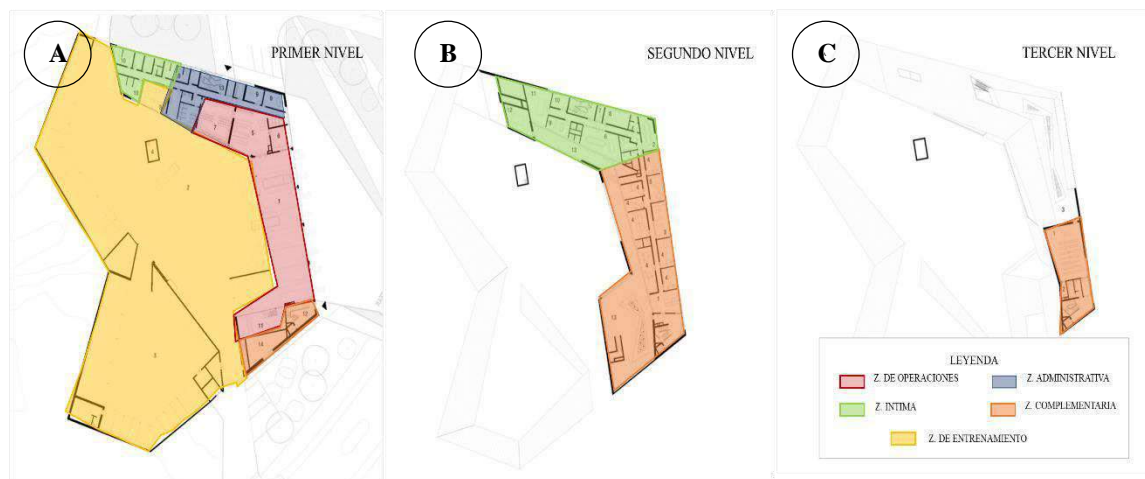 A
PRIMER NIVEL
B
SEGUNDO NIVEL
C
TERCER NIVEL
LEYENDA
Z. DE OPERACIONES
Z. ADMINISTRATIVA
Z. INTIMA
Z. COMPLEMENTARIA
Z. DE ENTRENAMIENTO